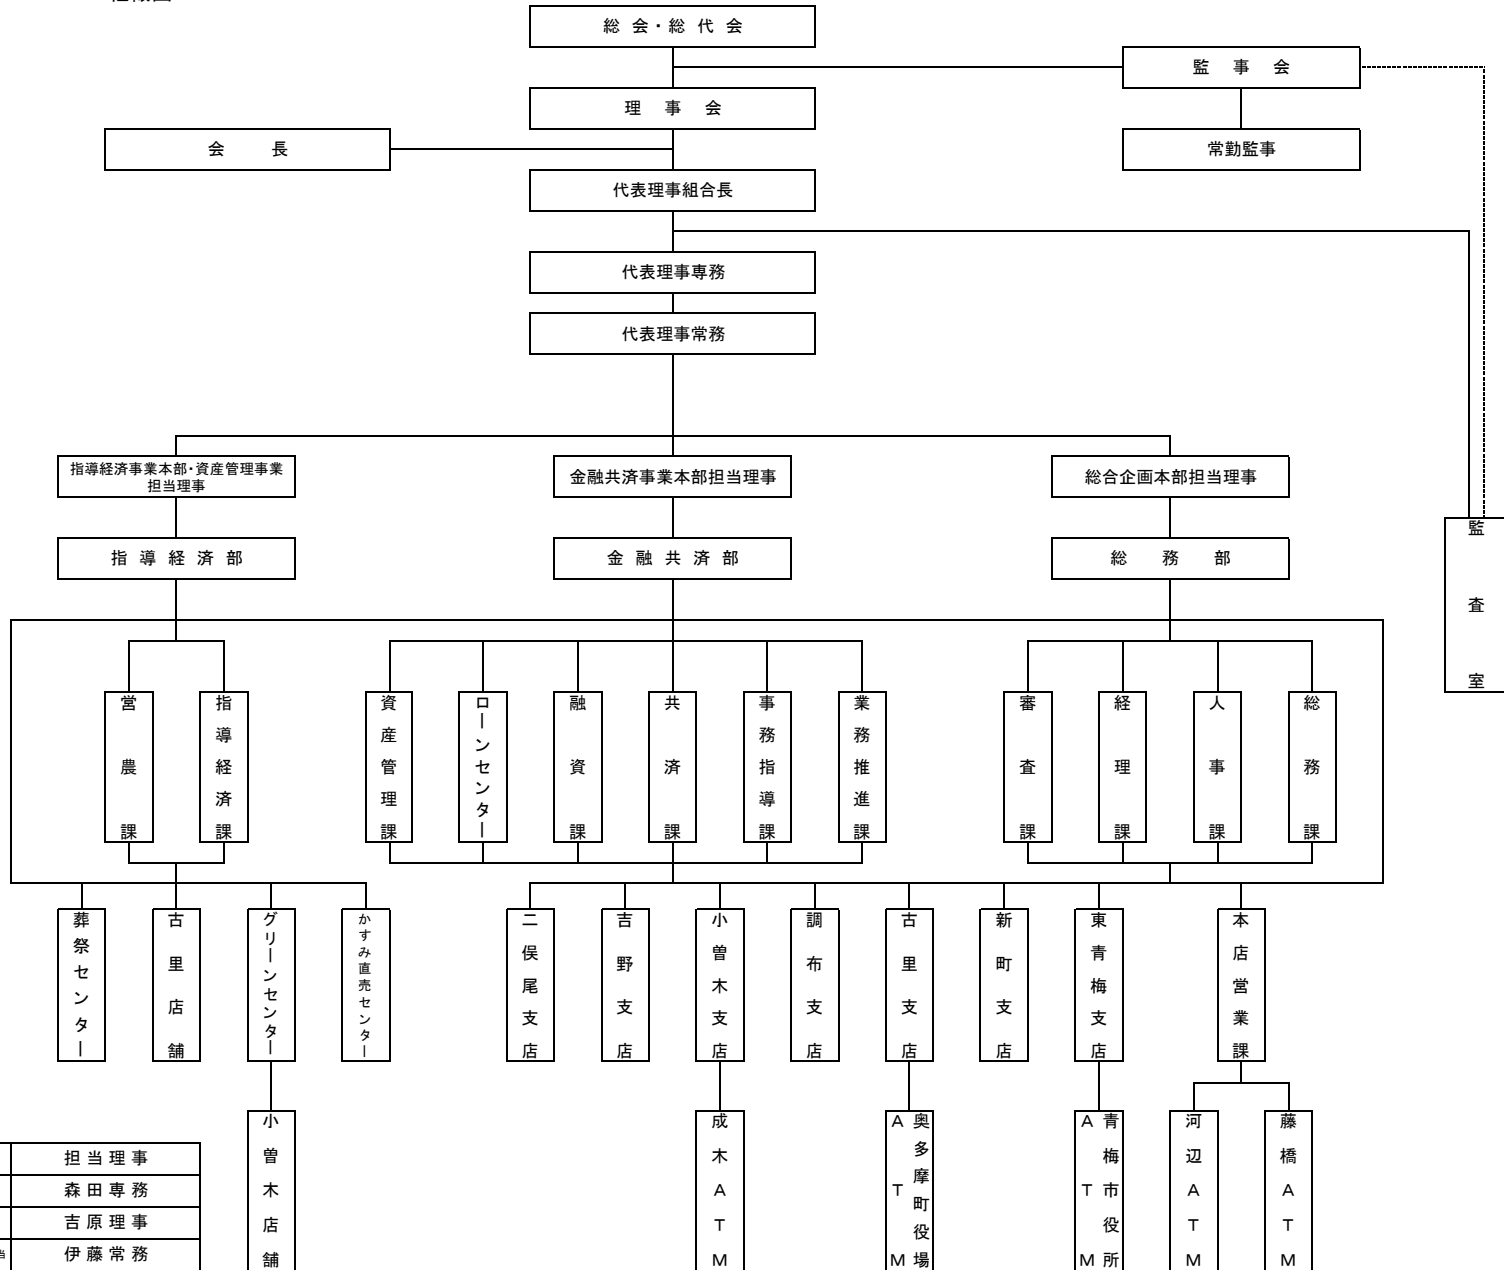 総会・総代会
監事会
理事会
会長
常勤監事
代表理事組合長
代表理事専務
代表理事常務
指導経済事業本部・資産管理事業
担当理事
金融共済事業本部担当理事
総合企画本部担当理事
指導経済部
金融共済部
総務部
監査室
営農課
指導経済課
資産管理課
ローンセンター
融資課
共済課
事務指導課
業務推進課
審査課
経理課
人事課
総務課
葬祭センター
古里店舗
グリーンセンター
かすみ直売センター
二俣尾支店
吉野支店
小曽木支店
調布支店
古里支店
新町支店
東青梅支店
本店営業課
小曽木店舗
成木ATM
奥多摩町役場
ATM
青梅市役所
ATM
河辺ATM
藤橋ATM
担当理事
森田専務
吉原理事
伊藤常務